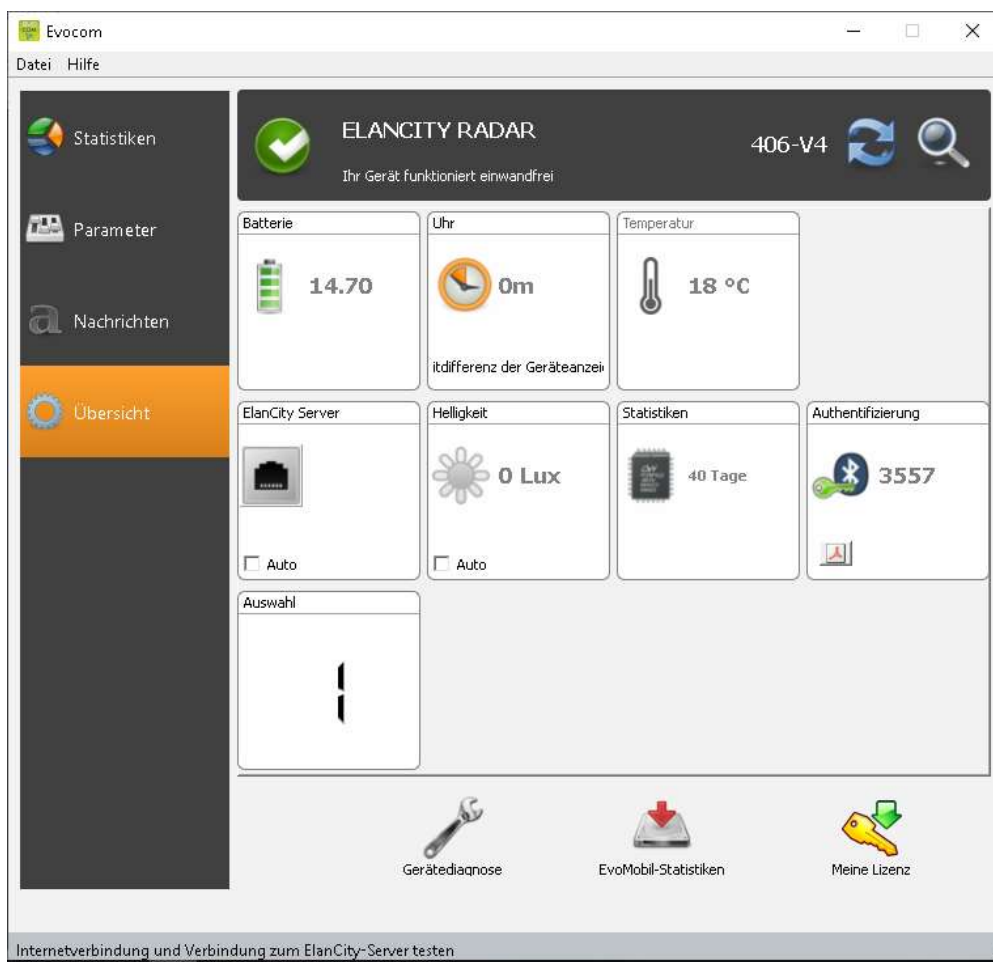 Evocom
Datei Hilfe
Statistiken
Parameter
Nachrichten
Übersicht
ELANCITY RADAR
Ihr Gerät funktioniert einwandfrei
406-V4
Batterie
14.70
Uhr
0m
itdifferenz der Geräteanzei
Temperatur
18 °C
ElanCity Server
Auto
Helligkeit
0 Lux
Auto
Statistiken
40 Tage
Authentifizierung
3557
Auswahl
1
Gerätediagnose
EvoMobil-Statistiken
Meine Lizenz
Internetverbindung und Verbindung zum ElanCity-Server testen